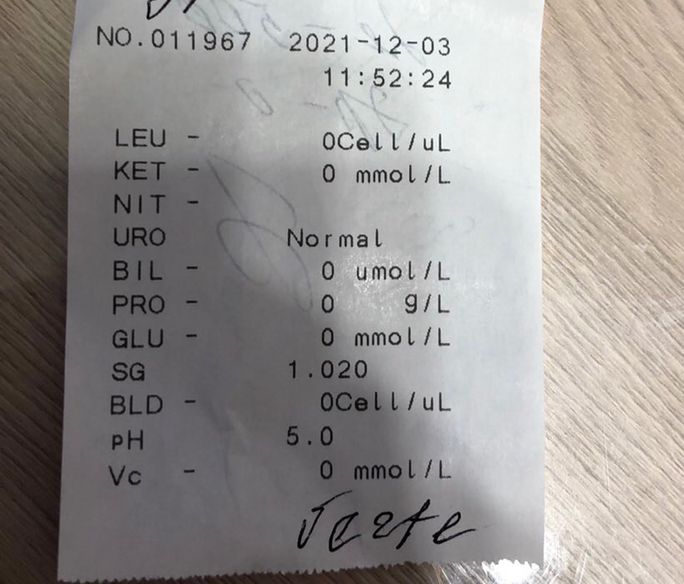 NO.011967 2021-12-03
11:52:24
LEU - 0Cell/uL
KET - 0 mmol/L
NIT -
URO Normal
BIL - 0 umol/L
PRO - 0 g/L
GLU - 0 mmol/L
SG 1.020
BLD - 0Cell/uL
pH 5.0
Vc - 0 mmol/L